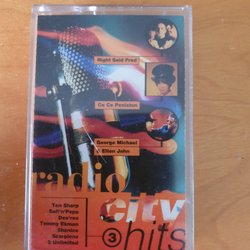 Right Said Fred
Ce Ce Peniston
George Michael
Elton John
radio
Ten Sharp
Salt'n'Pepa
Des'ree
Tommy Ekman
Shanice
Scorpions
2 Unlimited
city
3 hits